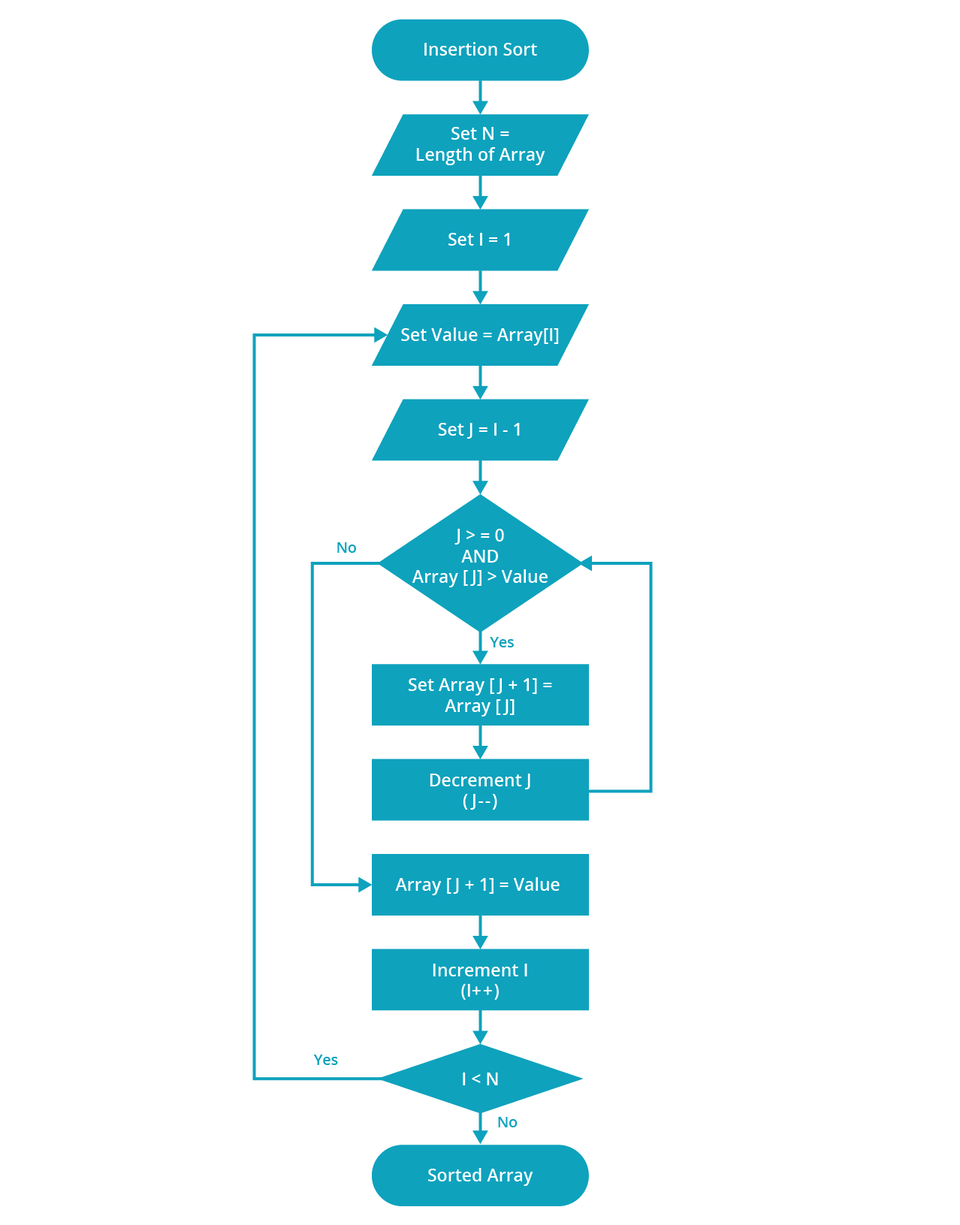 Insertion Sort
Set N =
Length of Array
Set I = 1
Set Value = Array[I]
Set J = I - 1
No
J > = 0
AND
Array [ J] > Value
Yes
Set Array [ J + 1] =
Array [ J]
Decrement J
( J--)
Array [ J + 1] = Value
Increment I
(I++)
Yes
I < N
No
Sorted Array